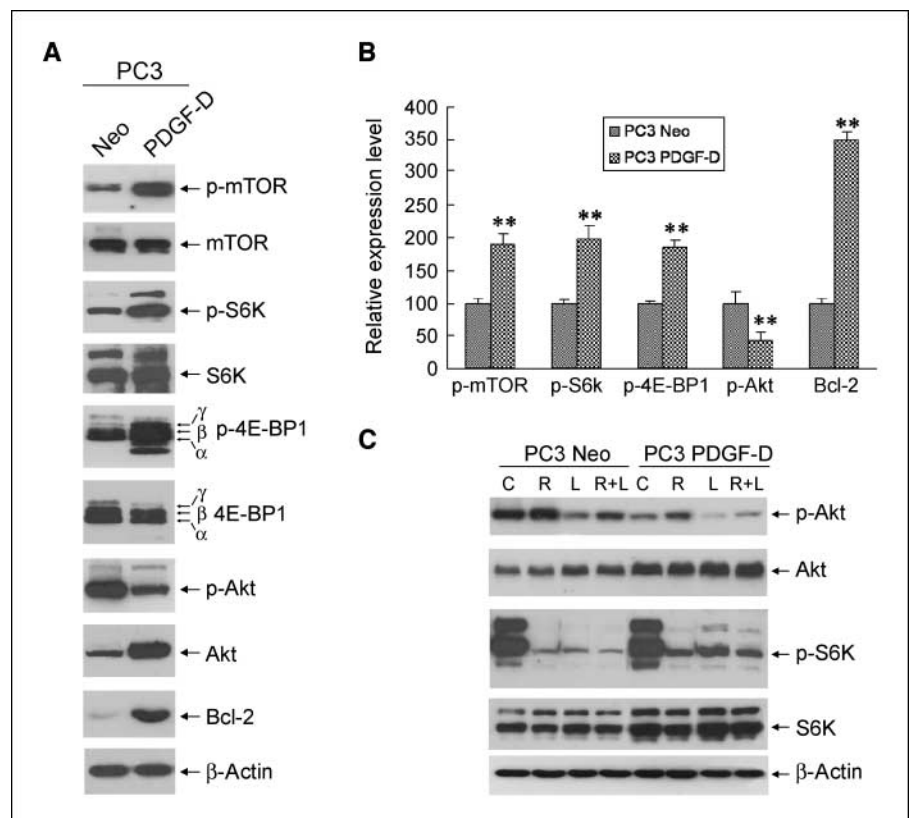 A
PC3
Neo PDGF-D
p-mTOR
mTOR
p-S6K
S6K
γ
β p-4E-BP1
α
γ
β 4E-BP1
α
p-Akt
Akt
Bcl-2
β-Actin
B
Relative expression level
400
350
300
250
200
150
100
50
0
PC3 Neo
PC3 PDGF-D
** ** ** ** **
p-mTOR p-S6k p-4E-BP1 p-Akt Bcl-2
C
PC3 Neo PC3 PDGF-D
C R L R+L C R L R+L
p-Akt
Akt
p-S6K
S6K
β-Actin